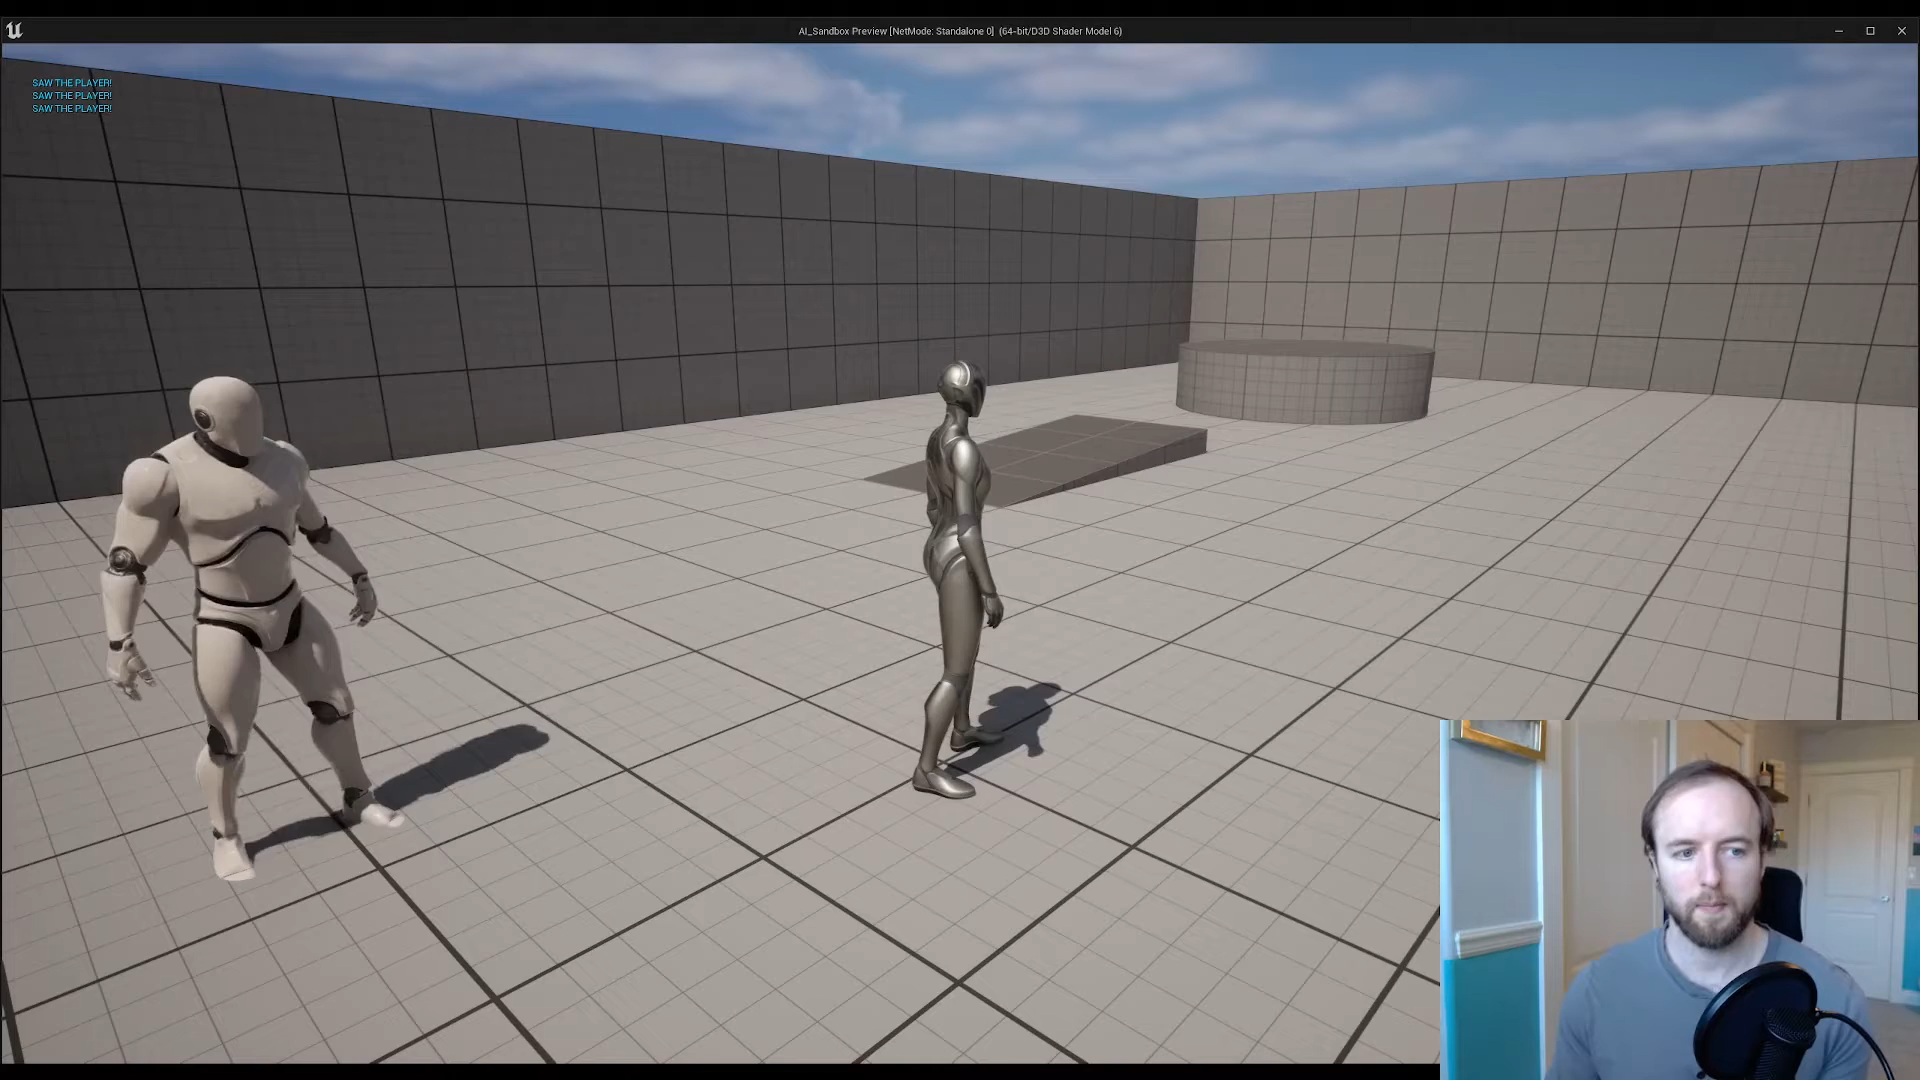 AI_Sandbox Preview [NetMode: Standalone 0] (64-bit/D3D Shader Model 6)
SAW THE PLAYER!
SAW THE PLAYER!
SAW THE PLAYER!